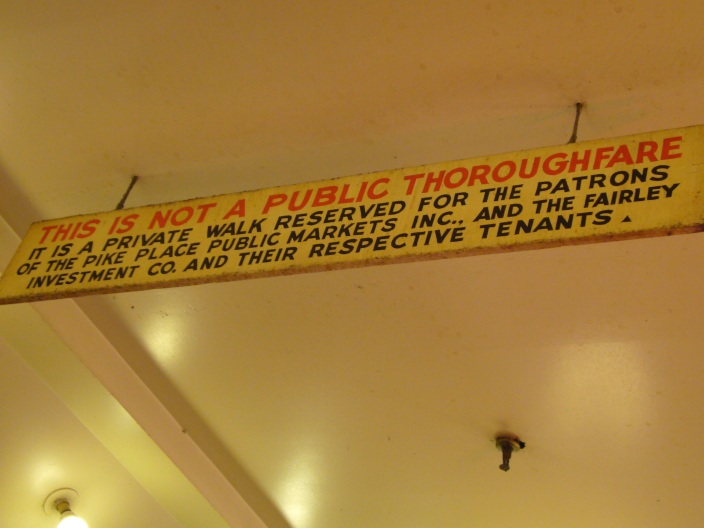 THIS IS NOT A PUBLIC THOROUGHFARE
IT IS A PRIVATE WALK RESERVED FOR THE PATRONS
OF THE PIKE PLACE PUBLIC MARKETS INC., AND THE FAIRLEY
INVESTMENT CO. AND THEIR RESPECTIVE TENANTS